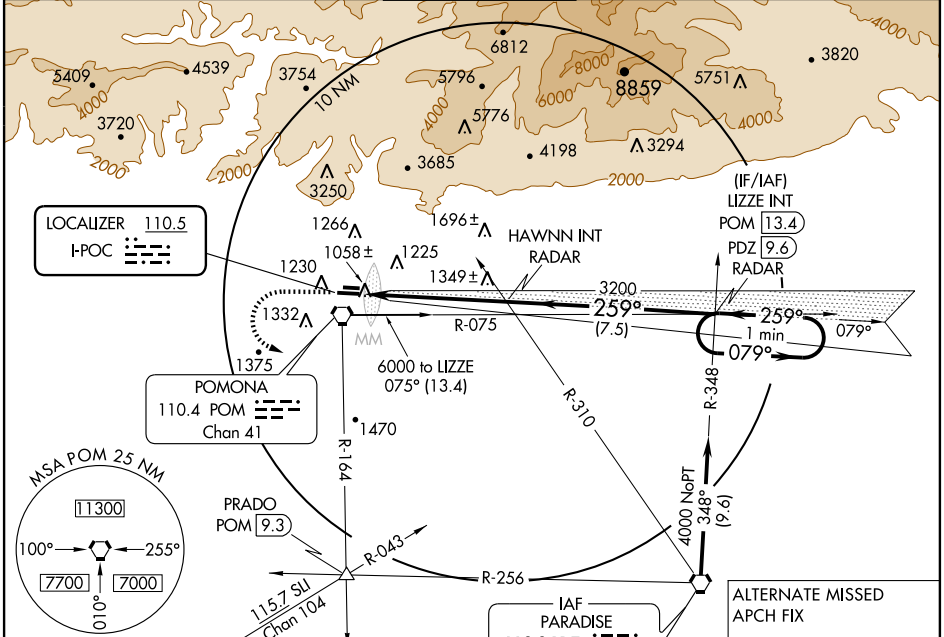 6812
4000
3820
5409
4539
3754
5796
8000
8859
5751
4000
10 NM
6000
4000
5776
4000
3720
3685
4198
3294
2000
2000
3250
2000
(IF/IAF)
LIZZE INT
POM 13.4
PDZ 9.6
RADAR
LOCALIZER 110.5
I-POC
1266
1696±
HAWNN INT
RADAR
1058±
1225
1230
1349±
3200
259°
(7.5)
259°
079°
1 min
079°
1332
R-075
MM
1375
6000 to LIZZE
075° (13.4)
POMONA
110.4 POM
Chan 41
R-348
R-310
1470
R-164
MSA POM 25 NM
11300
100°
255°
7700
7000
010°
PRADO
POM 9.3
R-043
4000 NoPT
348°
(9.6)
R-256
115.7 SLI
Chan 104
IAF
PARADISE
ALTERNATE MISSED
APCH FIX